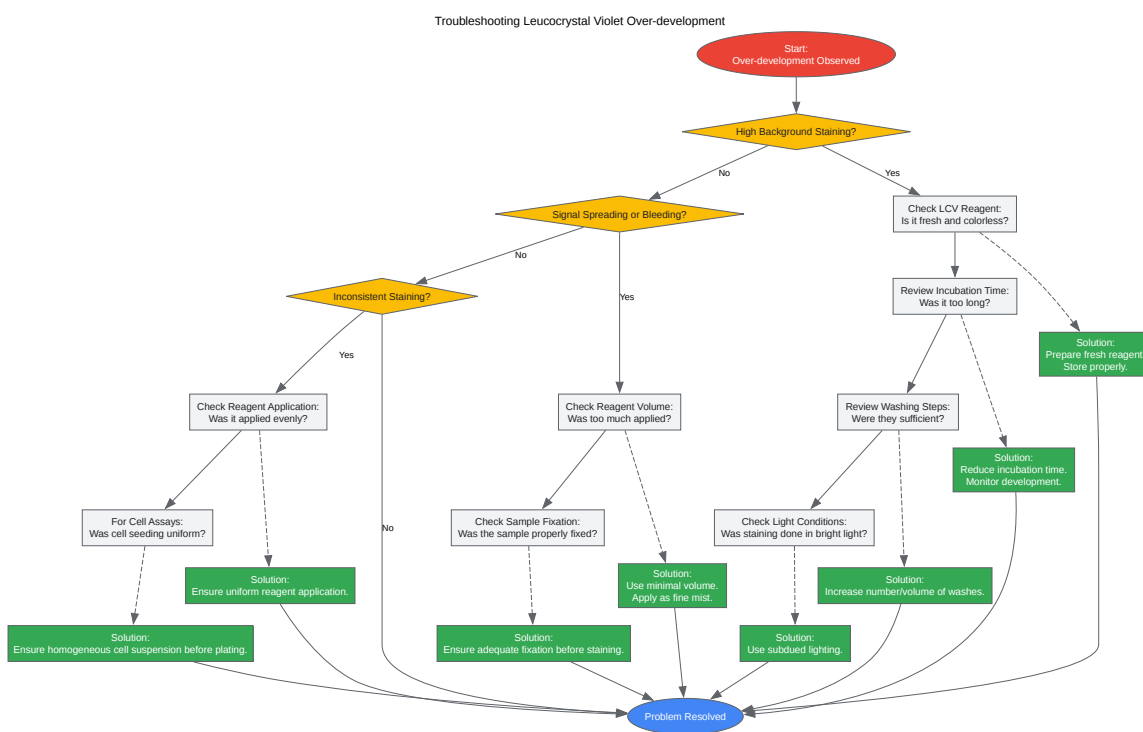 Troubleshooting Leucocrystal Violet Over-development
Start:
Over-development Observed
High Background Staining?
No
Yes
Signal Spreading or Bleeding?
Check LCV Reagent:
Is it fresh and colorless?
No
Yes
Inconsistent Staining?
Review Incubation Time:
Was it too long?
Yes
No
Solution:
Prepare fresh reagent
Store properly.
Check Reagent Application:
Was it applied evenly?
Check Reagent Volume:
Was too much applied?
Review Washing Steps:
Were they sufficient?
Solution:
Reduce incubation time.
Monitor development.
For Cell Assays:
Was cell seeding uniform?
Check Sample Fixation:
Was the sample properly fixed?
Check Light Conditions:
Was staining done in bright light?
Solution:
Ensure uniform reagent application.
Solution:
Use minimal volume.
Apply as fine mist.
Solution:
Increase number/volume of washes.
Solution:
Ensure homogeneous cell suspension before plating.
Solution:
Ensure adequate fixation before staining.
Solution:
Use subdued lighting.
Problem Resolved